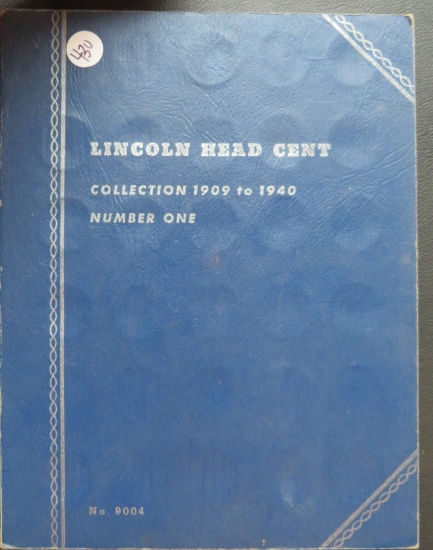 430
LINCOLN HEAD CENT
COLLECTION 1909 to 1940
NUMBER ONE
No. 9004